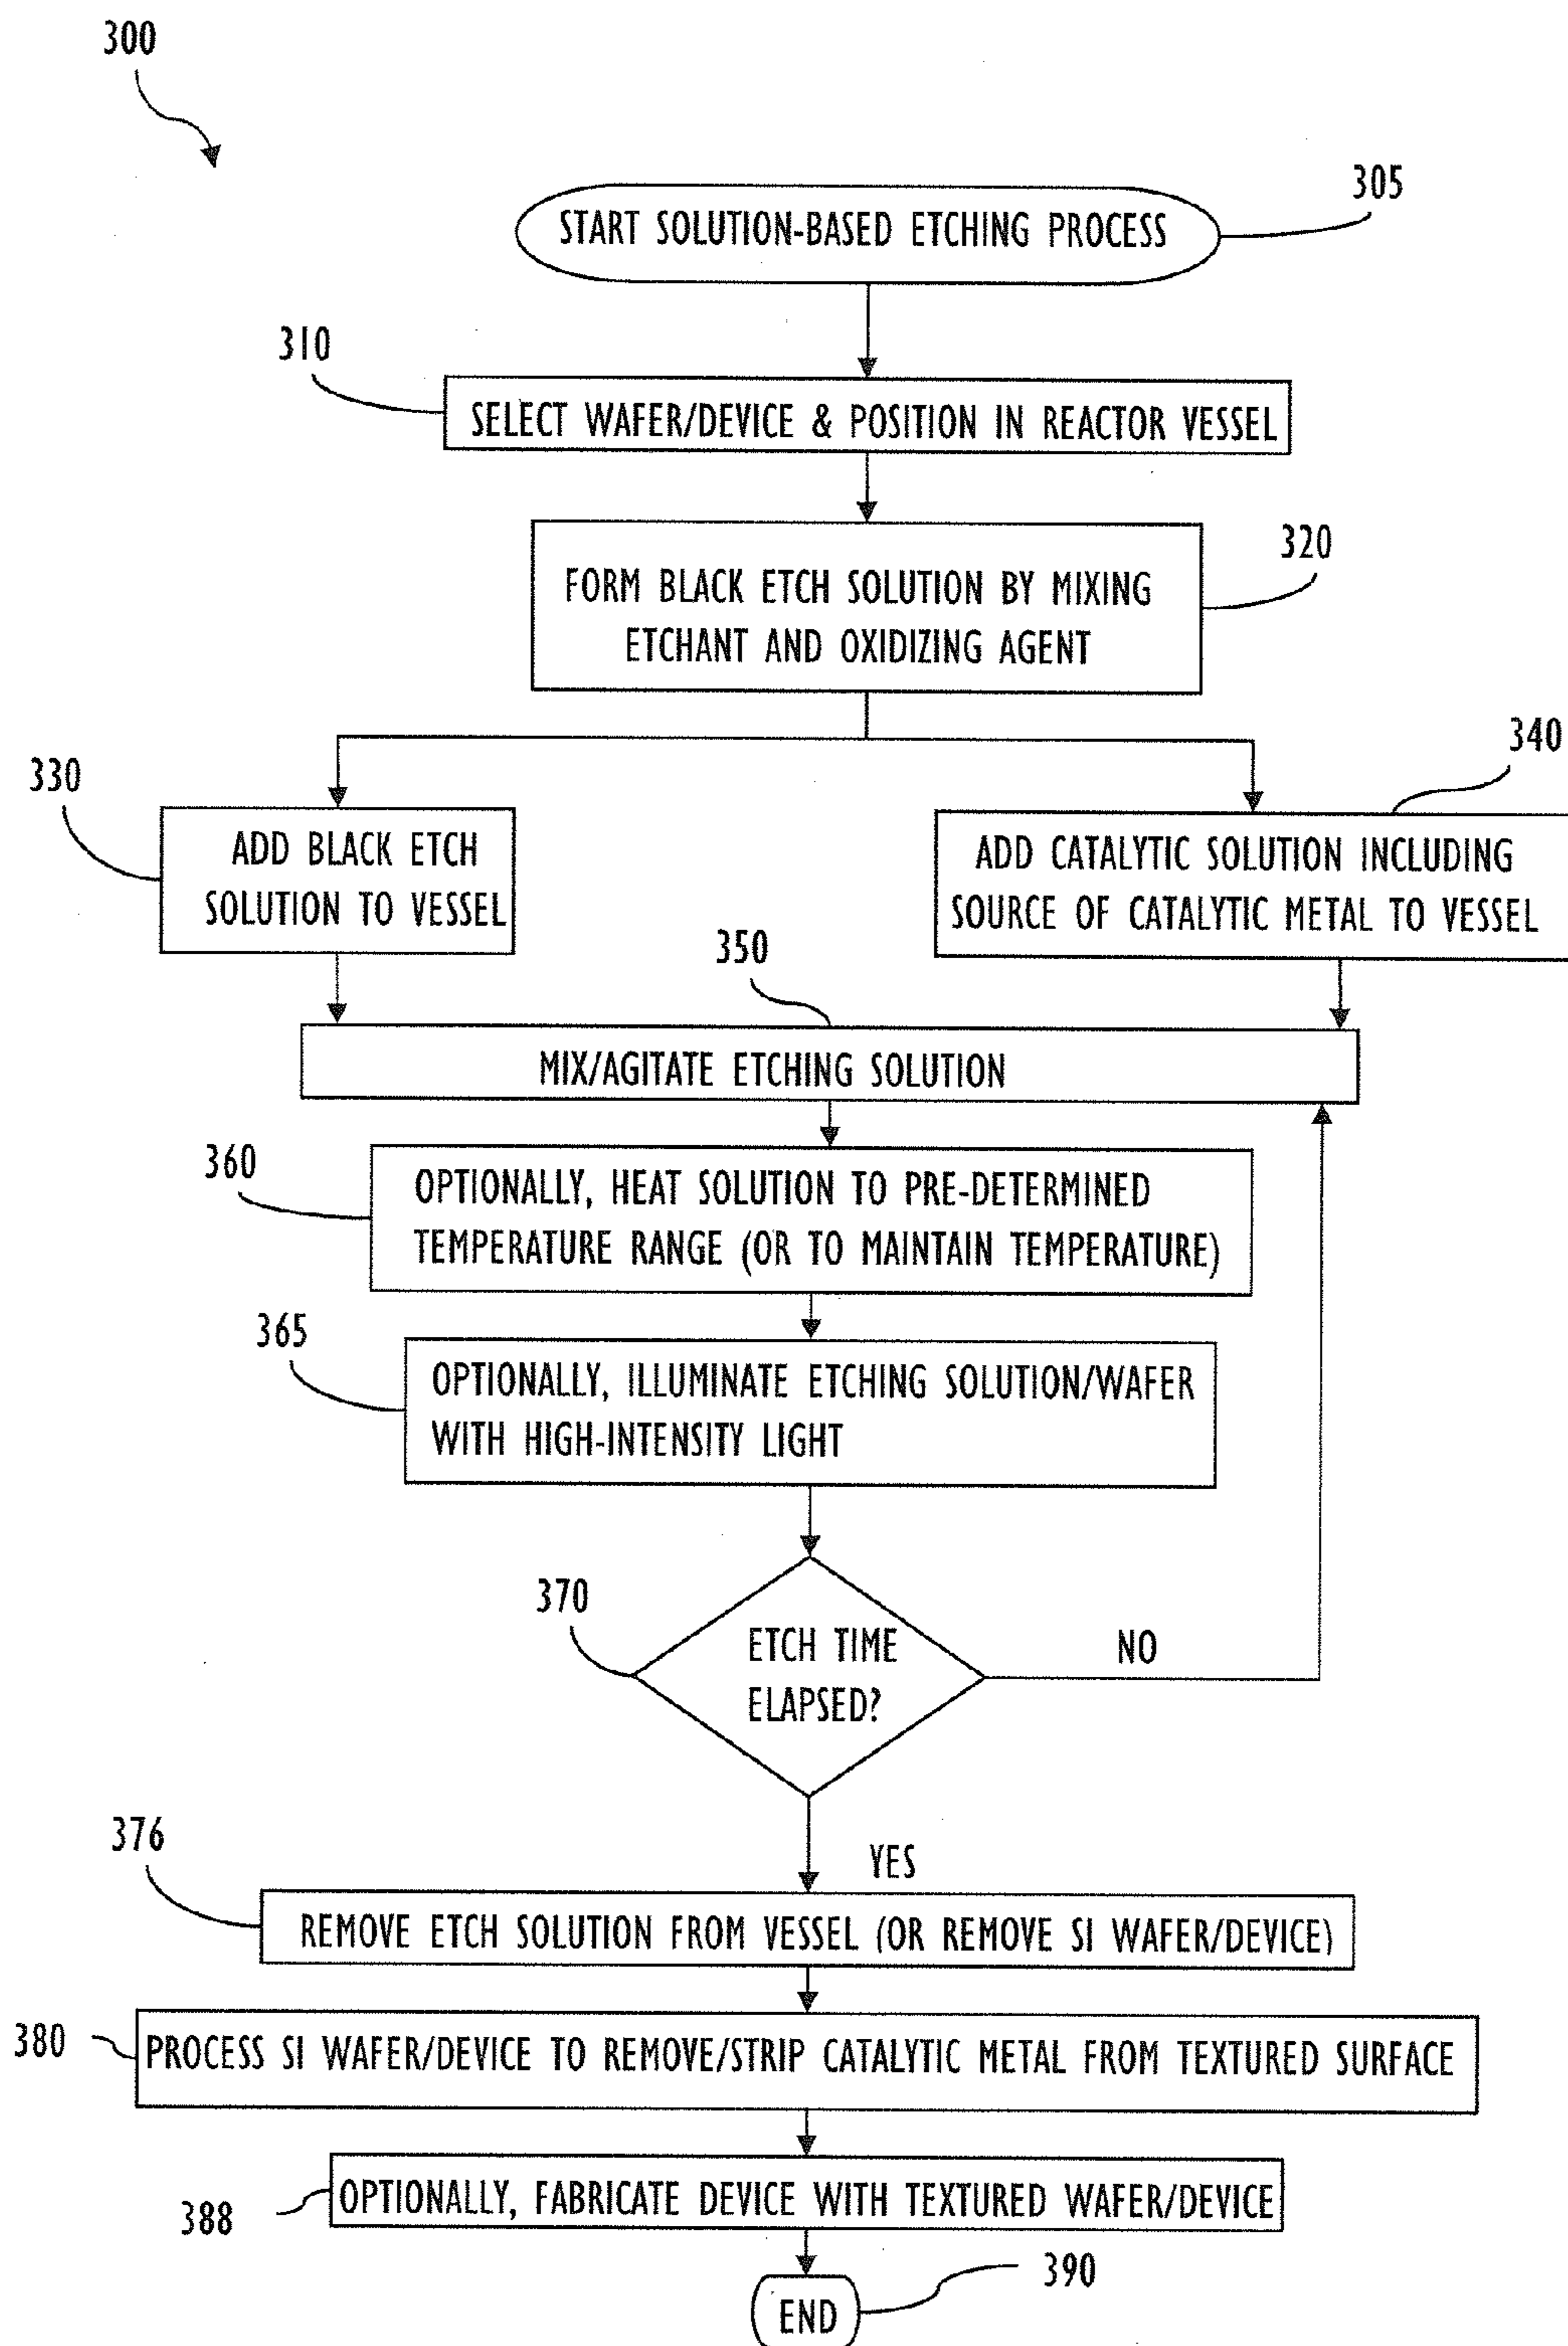 300
305
START SOLUTION-BASED ETCHING PROCESS
310
SELECT WAFER/DEVICE & POSITION IN REACTOR VESSEL
320
FORM BLACK ETCH SOLUTION BY MIXING
ETCHANT AND OXIDIZING AGENT
330
ADD BLACK ETCH
SOLUTION TO VESSEL
340
ADD CATALYTIC SOLUTION INCLUDING
SOURCE OF CATALYTIC METAL TO VESSEL
350
MIX/AGITATE ETCHING SOLUTION
360
OPTIONALLY, HEAT SOLUTION TO PRE-DETERMINED
TEMPERATURE RANGE (OR TO MAINTAIN TEMPERATURE)
365
OPTIONALLY, ILLUMINATE ETCHING SOLUTION/WAFER
WITH HIGH-INTENSITY LIGHT
370
ETCH TIME
ELAPSED?
NO
YES
376
REMOVE ETCH SOLUTION FROM VESSEL (OR REMOVE SI WAFER/DEVICE)
380
PROCESS SI WAFER/DEVICE TO REMOVE/STRIP CATALYTIC METAL FROM TEXTURED SURFACE
388
OPTIONALLY, FABRICATE DEVICE WITH TEXTURED WAFER/DEVICE
390
END